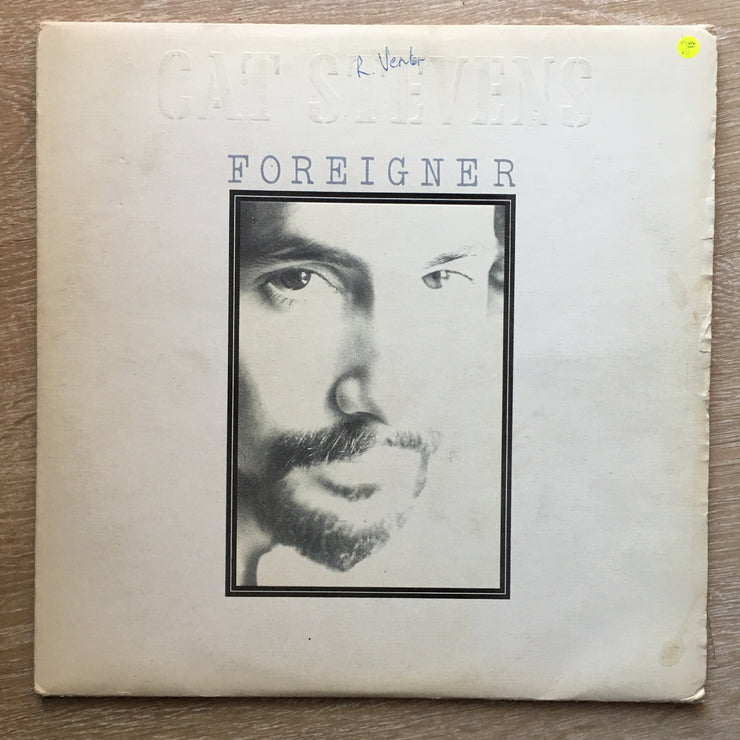 R. Venter
CAT STEVENS
FOREIGNER